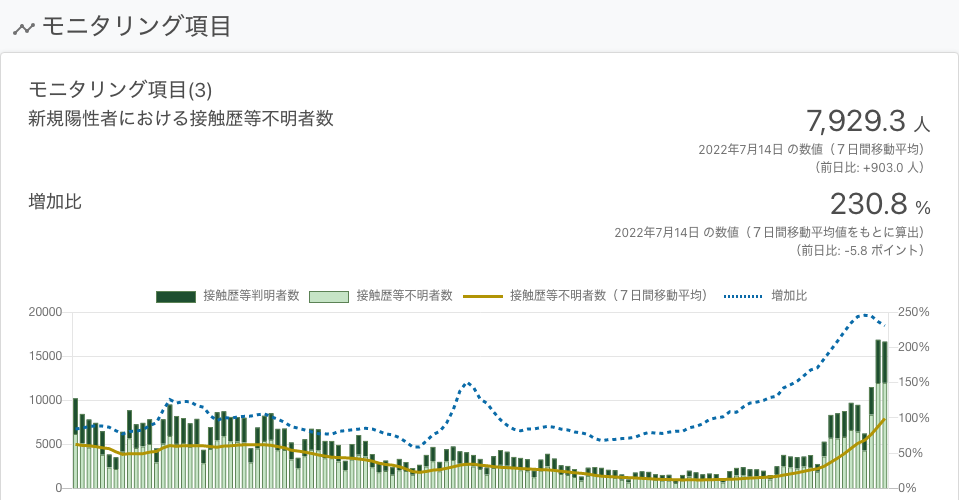 モニタリング項目
モニタリング項目(3)
新規陽性者における接触歴等不明者数
7,929.3 人
2022年7月14日 の数値（７日間移動平均）
（前日比: +903.0 人）
増加比
230.8 %
2022年7月14日 の数値（７日間移動平均値をもとに算出）
（前日比: -5.8 ポイント）
接触歴等判明者数 接触歴等不明者数 接触歴等不明者数（７日間移動平均） 増加比
20000 250%
200%
15000
150%
10000
100%
5000
50%
0 0%